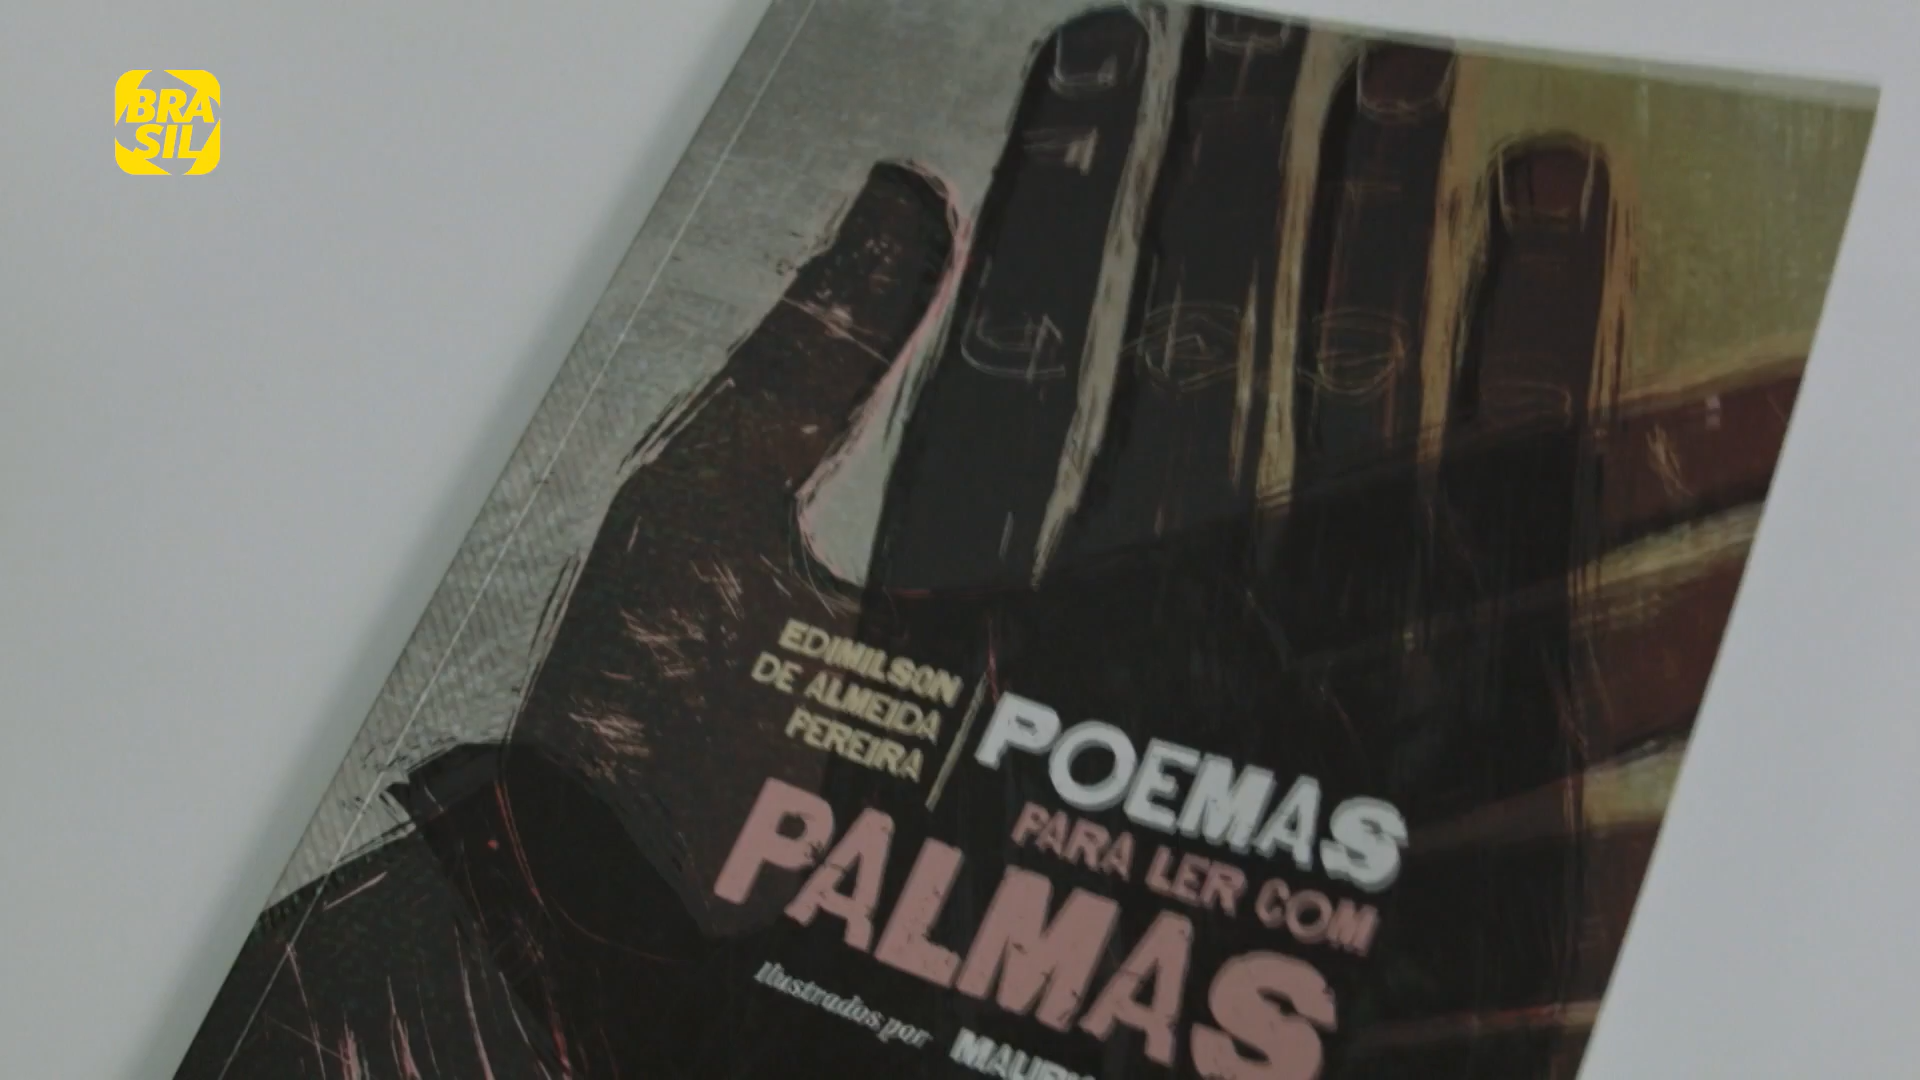 BRA
SIL
EDIMILSON
DE ALMEIDA
PEREIRA
POEMAS
PARA LER COM
PALMAS
ilustrados por